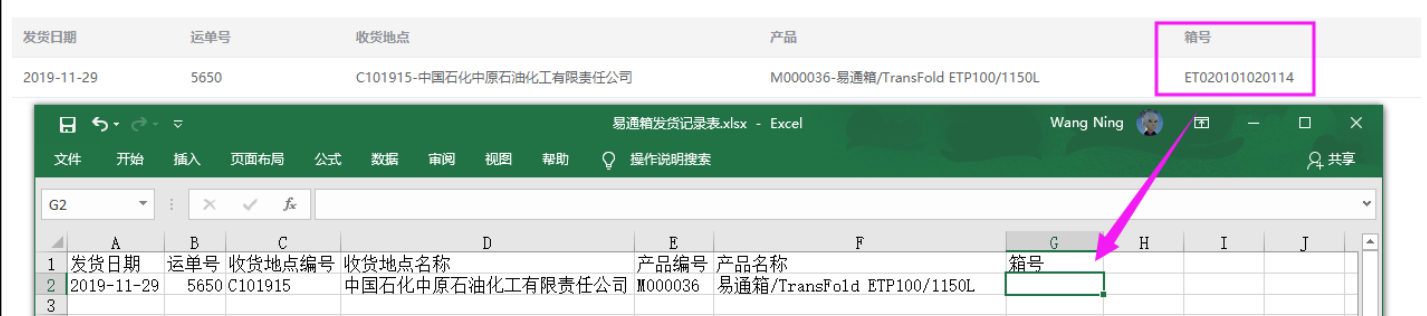 发货日期 运单号 收货地点 产品 箱号
2019-11-29 5650 C101915-中国石化中原石油化工有限责任公司 M000036-易通箱/TransFold ETP100/1150L ET020101020114
易通箱发货记录表.xlsx - Excel Wang Ning
文件 开始 插入 页面布局 公式 数据 审阅 视图 帮助 操作说明搜索 共享
G2 fx
A B C D E F G H I J
1 发货日期 运单号 收货地点编号 收货地点名称 产品编号 产品名称 箱号
2 2019-11-29 5650 C101915 中国石化中原石油化工有限责任公司 M000036 易通箱/TransFold ETP100/1150L
3